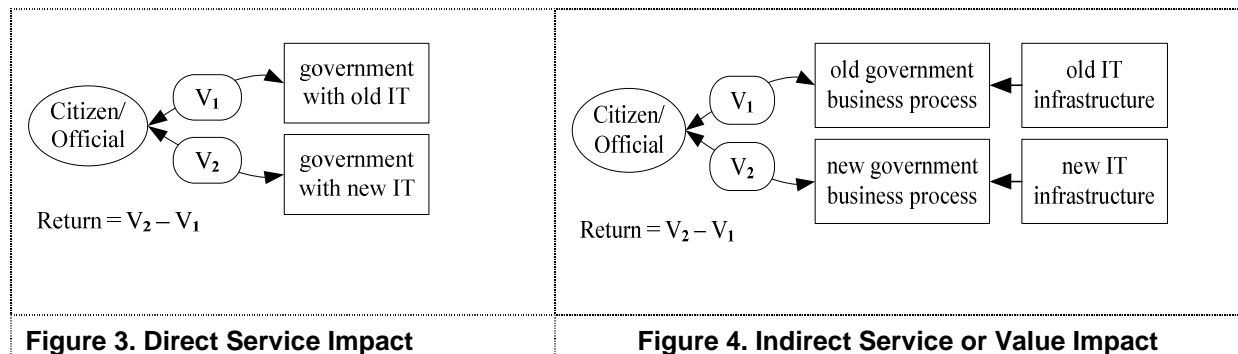 Citizen/
Official
V1
V2
government
with old IT
government
with new IT
Return = V2 – V1
Figure 3. Direct Service Impact
Citizen/
Official
V1
V2
old government
business process
old IT
infrastructure
new government
business process
new IT
infrastructure
Return = V2 – V1
Figure 4. Indirect Service or Value Impact